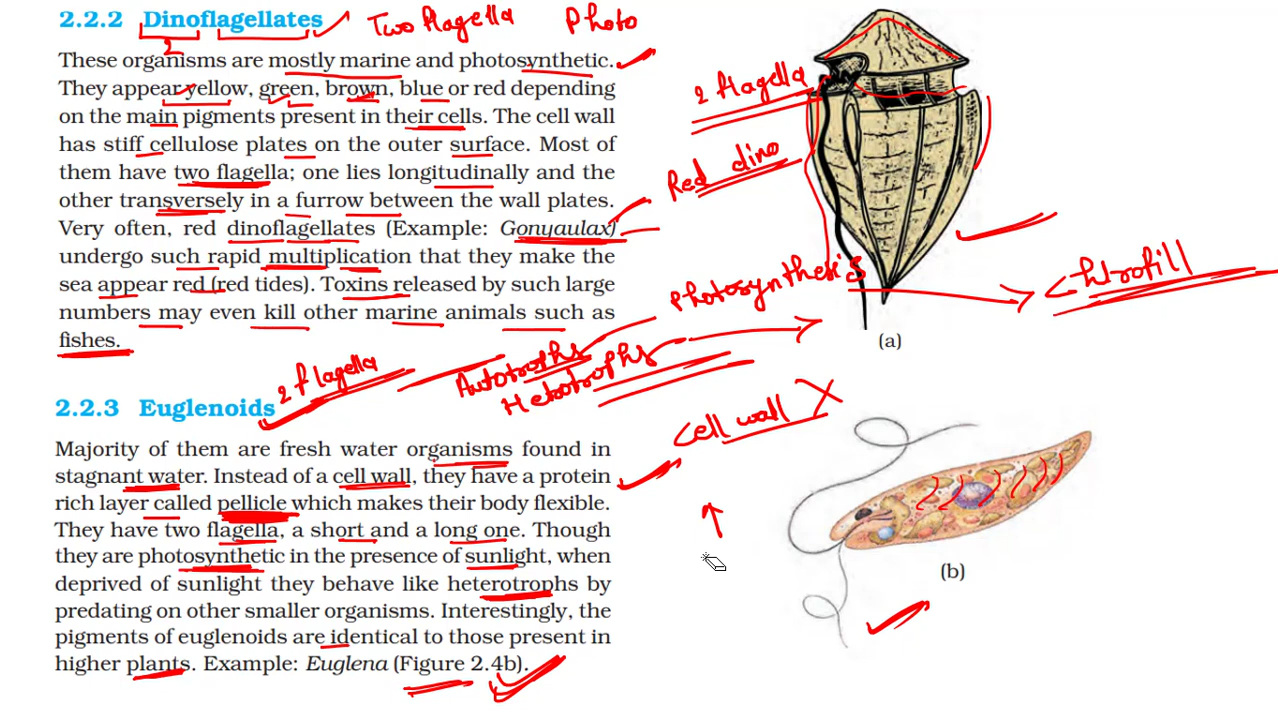 2.2.2 Dinoflagellates
Two flagella Photo
2
These organisms are mostly marine and photosynthetic.
They appear yellow, green, brown, blue or red depending
on the main pigments present in their cells. The cell wall
has stiff cellulose plates on the outer surface. Most of
them have two flagella; one lies longitudinally and the
other transversely in a furrow between the wall plates.
Very often, red dinoflagellates (Example: Gonyaulax)
undergo such rapid multiplication that they make the
sea appear red (red tides). Toxins released by such large
numbers may even kill other marine animals such as
fishes.
2 flagella
Red dino
Photosynthesis
Chlrofill
(a)
2 flagella
Autotrophs
Hetotrophs
2.2.3 Euglenoids
Cell wall X
Majority of them are fresh water organisms found in
stagnant water. Instead of a cell wall, they have a protein
rich layer called pellicle which makes their body flexible.
They have two flagella, a short and a long one. Though
they are photosynthetic in the presence of sunlight, when
deprived of sunlight they behave like heterotrophs by
predating on other smaller organisms. Interestingly, the
pigments of euglenoids are identical to those present in
higher plants. Example: Euglena (Figure 2.4b).
(b)